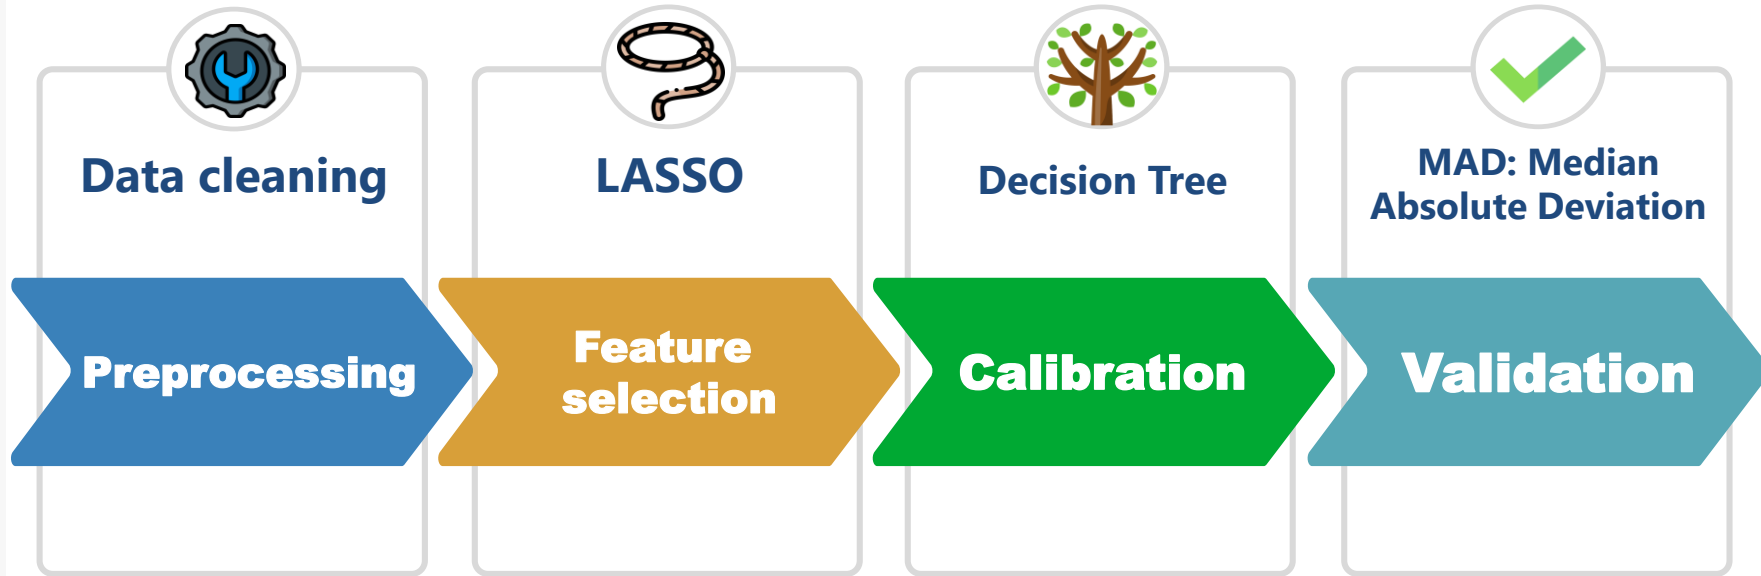 Data cleaning
Preprocessing
LASSO
Feature
selection
Decision Tree
Calibration
MAD: Median
Absolute Deviation
Validation